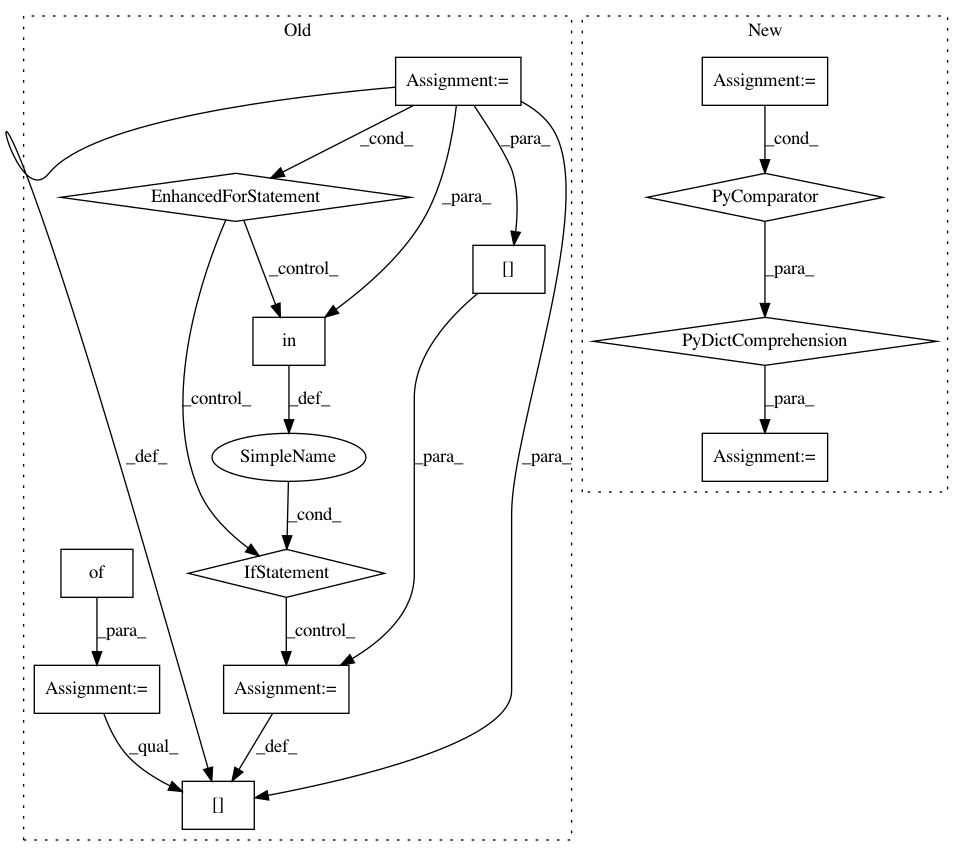 Old
New
Assignment:=
Assignment:=
_cond_
_para_
_cond_
EnhancedForStatement
_para_
PyComparator
_control_
[]
_para_
in
PyDictComprehension
_control_
_def_
_para_
_def_
SimpleName
_para_
_para_
Assignment:=
_cond_
of
IfStatement
_para_
_control_
Assignment:=
Assignment:=
_qual_
_def_
[]